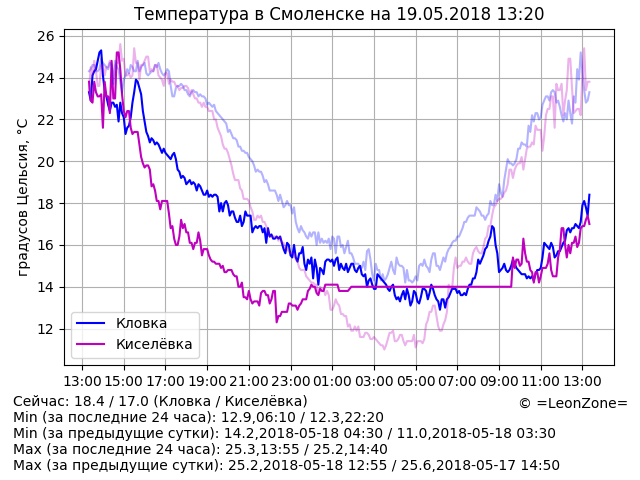 Температура в Смоленске на 19.05.2018 13:20
градусов Цельсия, °C
26
24
22
20
18
16
14
12
Кловка
Киселёвка
13:00 15:00 17:00 19:00 21:00 23:00 01:00 03:00 05:00 07:00 09:00 11:00 13:00
Сейчас: 18.4 / 17.0 (Кловка / Киселёвка)
© =LeonZone=
Min (за последние 24 часа): 12.9,06:10 / 12.3,22:20
Min (за предыдущие сутки): 14.2,2018-05-18 04:30 / 11.0,2018-05-18 03:30
Max (за последние 24 часа): 25.3,13:55 / 25.2,14:40
Max (за предыдущие сутки): 25.2,2018-05-18 12:55 / 25.6,2018-05-17 14:50